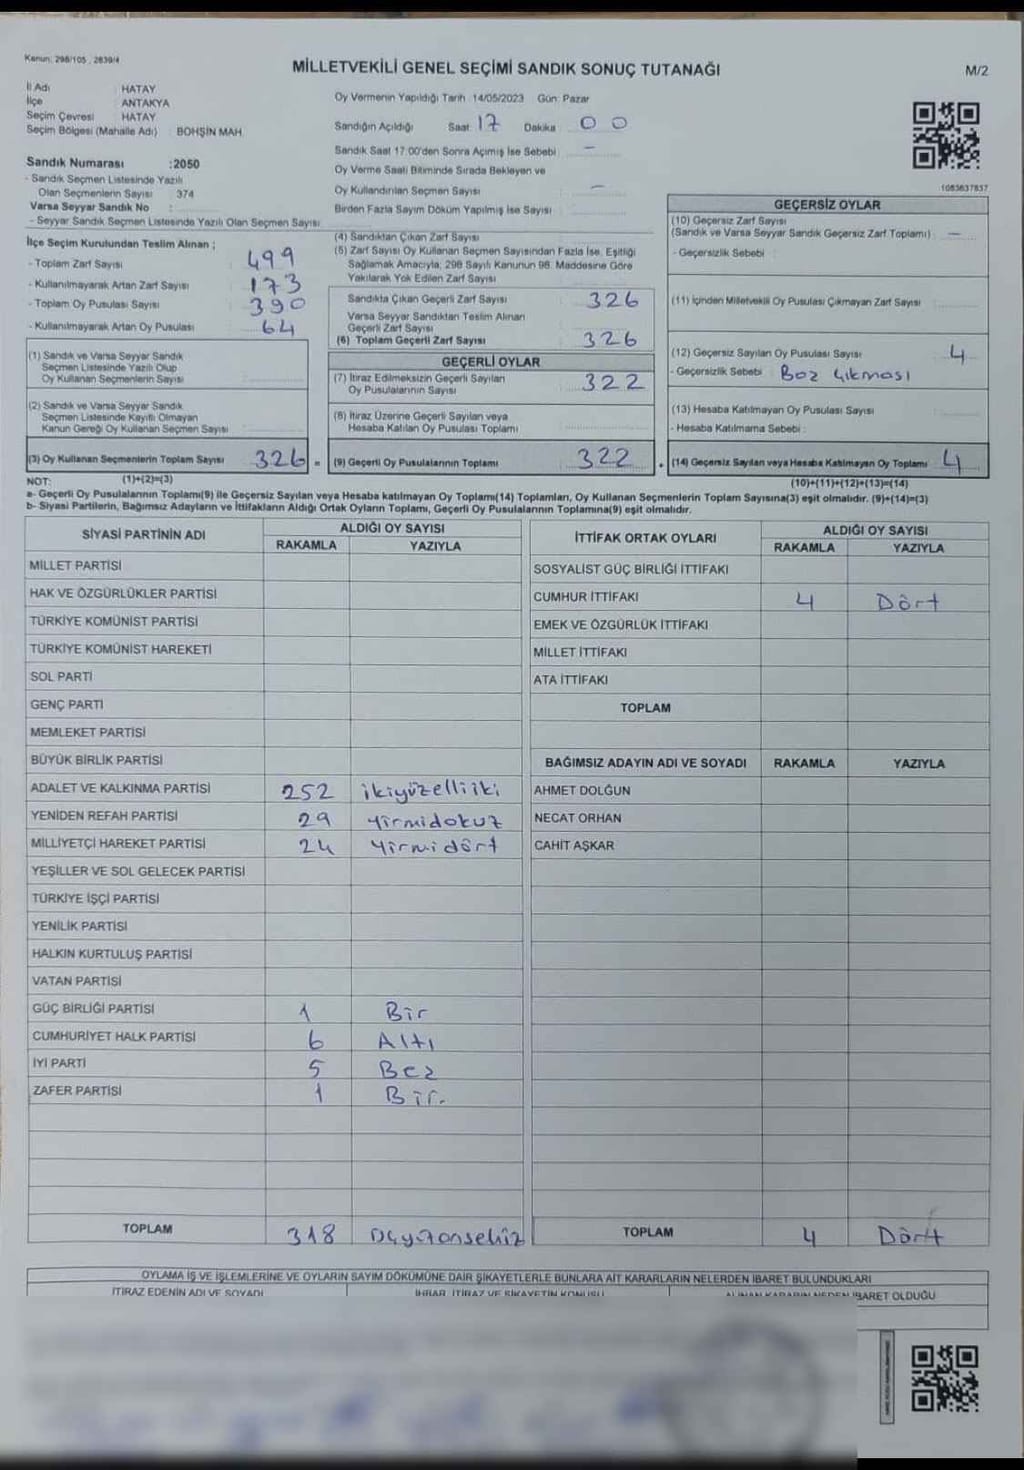 Kanun: 298/105 , 2839/4
MİLLETVEKİLİ GENEL SEÇİMİ SANDIK SONUÇ TUTANAĞI
M/2
İl Adı : HATAY
İlçe : ANTAKYA
Seçim Çevresi : HATAY
Seçim Bölgesi (Mahalle Adı) : BOHŞİN MAH.
Oy Vermenin Yapıldığı Tarih 14/05/2023 Gün: Pazar
Sandığın Açıldığı Saat 17 Dakika 00
Sandık Saat 17:00'den Sonra Açımış İse Sebebi -
Oy Verme Saati Bitiminde Sırada Bekleyen ve
Oy Kullandırılan Seçmen Sayısı -
Birden Fazla Sayım Döküm Yapılmış İse Sayısı
Sandık Numarası :2050
- Sandık Seçmen Listesinde Yazılı
Olan Seçmenlerin Sayısı : 374
Varsa Seyyar Sandık No :
- Seyyar Sandık Seçmen Listesinde Yazılı Olan Seçmen Sayısı
İlçe Seçim Kurulundan Teslim Alınan ;
- Toplam Zarf Sayısı 499
- Kullanılmayarak Artan Zarf Sayısı 173
- Toplam Oy Pusulası Sayısı 390
- Kullanılmayarak Artan Oy Pusulası 64
(1) Sandık ve Varsa Seyyar Sandık
Seçmen Listesinde Yazılı Olup
Oy Kullanan Seçmenlerin Sayısı
(2) Sandık ve Varsa Seyyar Sandık
Seçmen Listesinde Kayıtlı Olmayan
Kanun Gereği Oy Kullanan Seçmen Sayısı
(3) Oy Kullanan Seçmenlerin Toplam Sayısı 326 =
(4) Sandıktan Çıkan Zarf Sayısı
(5) Zarf Sayısı Oy Kullanan Seçmen Sayısından Fazla İse, Eşitliği
Sağlamak Amacıyla, 298 Sayılı Kanunun 98. Maddesine Göre
Yakılarak Yok Edilen Zarf Sayısı
Sandıkta Çıkan Geçerli Zarf Sayısı 326
Varsa Seyyar Sandıktan Teslim Alınan
Geçerli Zarf Sayısı
(6) Toplam Geçerli Zarf Sayısı 326
GEÇERLİ OYLAR
(7) İtiraz Edilmeksizin Geçerli Sayılan
Oy Pusulalarının Sayısı 322
(8) İtiraz Üzerine Geçerli Sayılan veya
Hesaba Katılan Oy Pusulası Toplamı
(9) Geçerli Oy Pusulalarının Toplamı 322 +
1083637837
GEÇERSİZ OYLAR
(10) Geçersiz Zarf Sayısı
(Sandık ve Varsa Seyyar Sandık Geçersiz Zarf Toplamı) -
- Geçersizlik Sebebi :
(11) İçinden Milletvekili Oy Pusulası Çıkmayan Zarf Sayısı
(12) Geçersiz Sayılan Oy Pusulası Sayısı 4
- Geçersizlik Sebebi : Boz çıkması
(13) Hesaba Katılmayan Oy Pusulası Sayısı
- Hesaba Katılmama Sebebi :
(14) Geçersiz Sayılan veya Hesaba Katılmayan Oy Toplamı 4
NOT: (1)+(2)=(3)
(10)+(11)+(12)+(13)=(14)
a- Geçerli Oy Pusulalarının Toplamı(9) ile Geçersiz Sayılan veya Hesaba katılmayan Oy Toplamı(14) Toplamları, Oy Kullanan Seçmenlerin Toplam Sayısına(3) eşit olmalıdır. (9)+(14)=(3)
b- Siyasi Partilerin, Bağımsız Adayların ve İttifakların Aldığı Ortak Oyların Toplamı, Geçerli Oy Pusulalarının Toplamına(9) eşit olmalıdır.
SİYASİ PARTİNİN ADI
ALDIĞI OY SAYISI
RAKAMLA YAZIYLA
MİLLET PARTİSİ
HAK VE ÖZGÜRLÜKLER PARTİSİ
TÜRKİYE KOMÜNİST PARTİSİ
TÜRKİYE KOMÜNİST HAREKETİ
SOL PARTİ
GENÇ PARTİ
MEMLEKET PARTİSİ
BÜYÜK BİRLİK PARTİSİ
ADALET VE KALKINMA PARTİSİ 252 ikiyüzelliiki
YENİDEN REFAH PARTİSİ 29 yirmidokuz
MİLLİYETÇİ HAREKET PARTİSİ 24 yirmidört
YEŞİLLER VE SOL GELECEK PARTİSİ
TÜRKİYE İŞÇİ PARTİSİ
YENİLİK PARTİSİ
HALKIN KURTULUŞ PARTİSİ
VATAN PARTİSİ
GÜÇ BİRLİĞİ PARTİSİ 1 Bir
CUMHURİYET HALK PARTİSİ 6 Altı
İYİ PARTİ 5 Bez
ZAFER PARTİSİ 1 Bir.
TOPLAM 318
İTTİFAK ORTAK OYLARI
ALDIĞI OY SAYISI
RAKAMLA YAZIYLA
SOSYALİST GÜÇ BİRLİĞİ İTTİFAKI
CUMHUR İTTİFAKI 4 Dört
EMEK VE ÖZGÜRLÜK İTTİFAKI
MİLLET İTTİFAKI
ATA İTTİFAKI
TOPLAM
BAĞIMSIZ ADAYIN ADI VE SOYADI RAKAMLA YAZIYLA
AHMET DOLĞUN
NECAT ORHAN
CAHİT AŞKAR
TOPLAM 4 Dört
OYLAMA İŞ VE İŞLEMLERİNE VE OYLARIN SAYIM DÖKÜMÜNE DAİR ŞİKAYETLERLE BUNLARA AİT KARARLARIN NELERDEN İBARET BULUNDUKLARI
İTİRAZ EDENİN ADI VE SOYADI
İHBAR, İTİRAZ VE ŞİKAYETİN KONUSU
ALINAN KARARIN NEDEN İBARET OLDUĞU